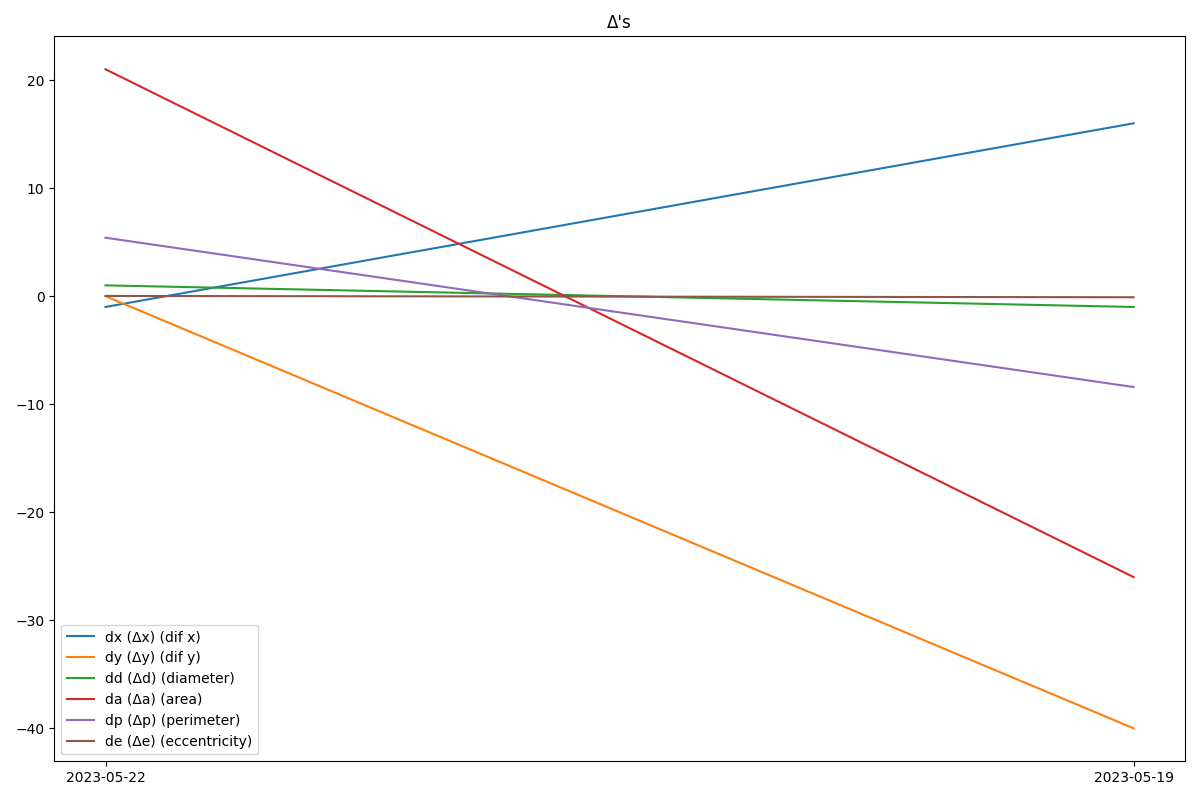 Δ's
20
10
0
−10
−20
−30
−40
dx (Δx) (dif x)
dy (Δy) (dif y)
dd (Δd) (diameter)
da (Δa) (area)
dp (Δp) (perimeter)
de (Δe) (eccentricity)
2023-05-22
2023-05-19